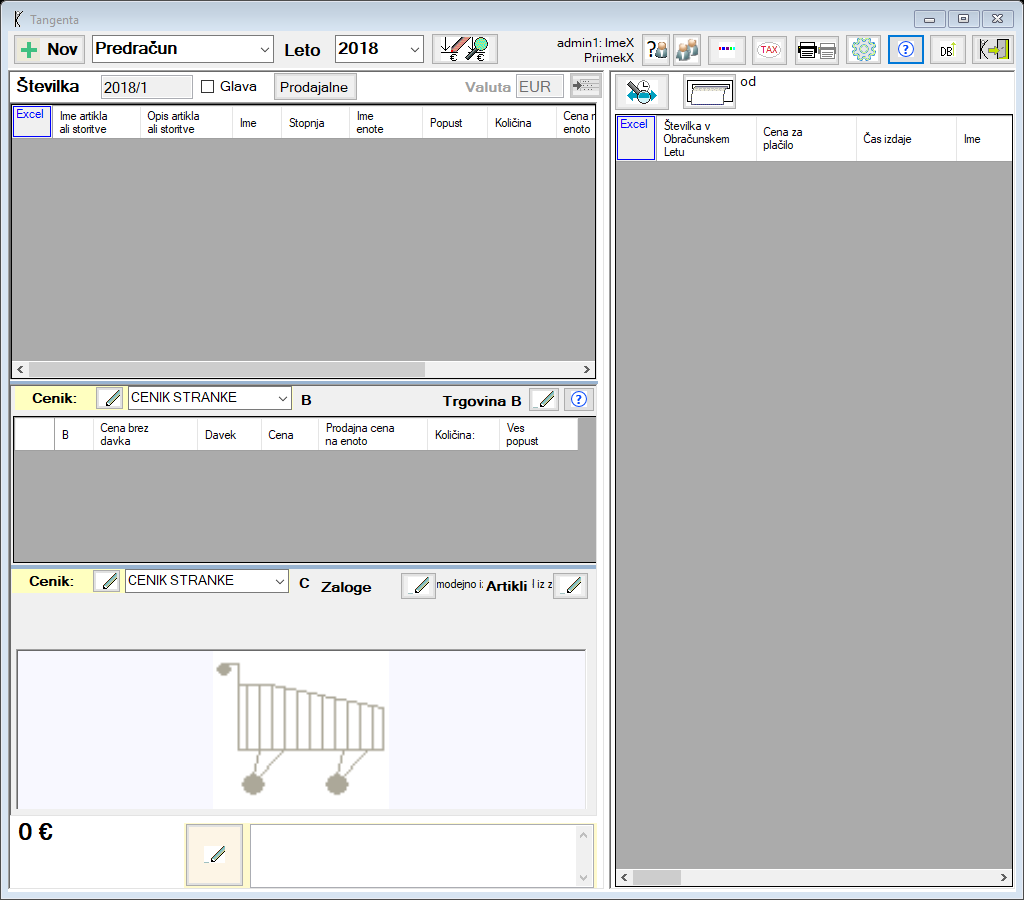 Tangenta
Nov
Predračun
Leto
2018
admin1: ImeX
PriimekX
TAX
DB
Številka
2018/1
Glava
Prodajalne
Valuta
EUR
od
Excel
Ime artikla
ali storitve
Opis artikla
ali storitve
Ime
Stopnja
Ime
enote
Popust
Količina
Cena
enoto
Excel
Številka v
Obračunskem
Letu
Cena za
plačilo
Čas izdaje
Ime
Cenik:
CENIK STRANKE
B
Trgovina B
B
Cena brez
davka
Davek
Cena
Prodajna cena
na enoto
Količina:
Ves
popust
Cenik:
CENIK STRANKE
C
Zaloge
modejno i:
Artikli
l iz z
0 €